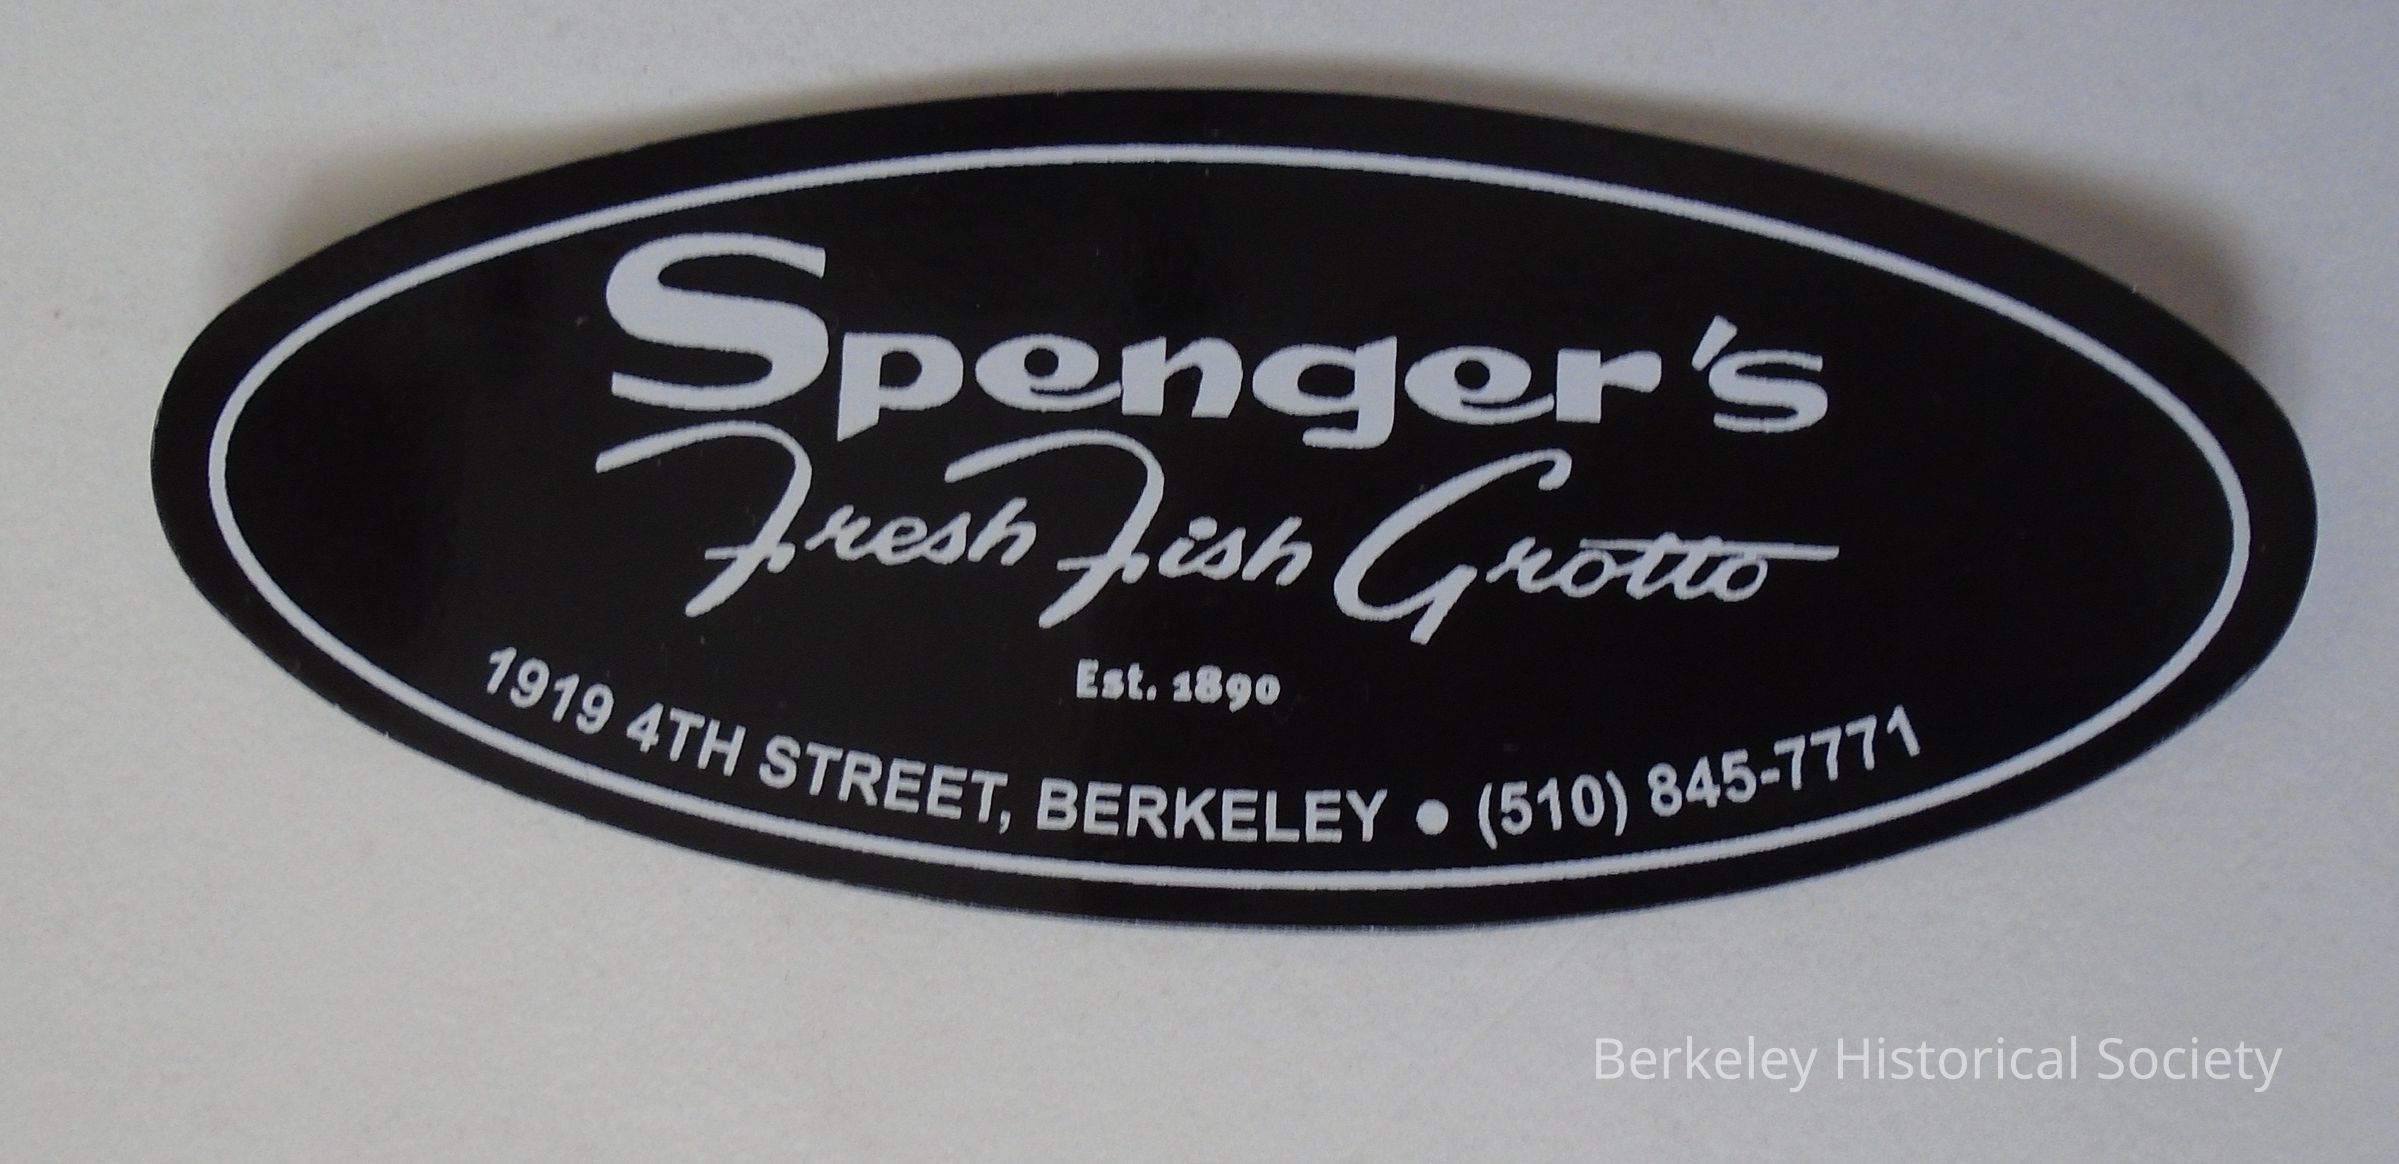 Spenger's
Fresh Fish Grotto
Est. 1890
1919 4TH STREET, BERKELEY • (510) 845-7771
Berkeley Historical Society